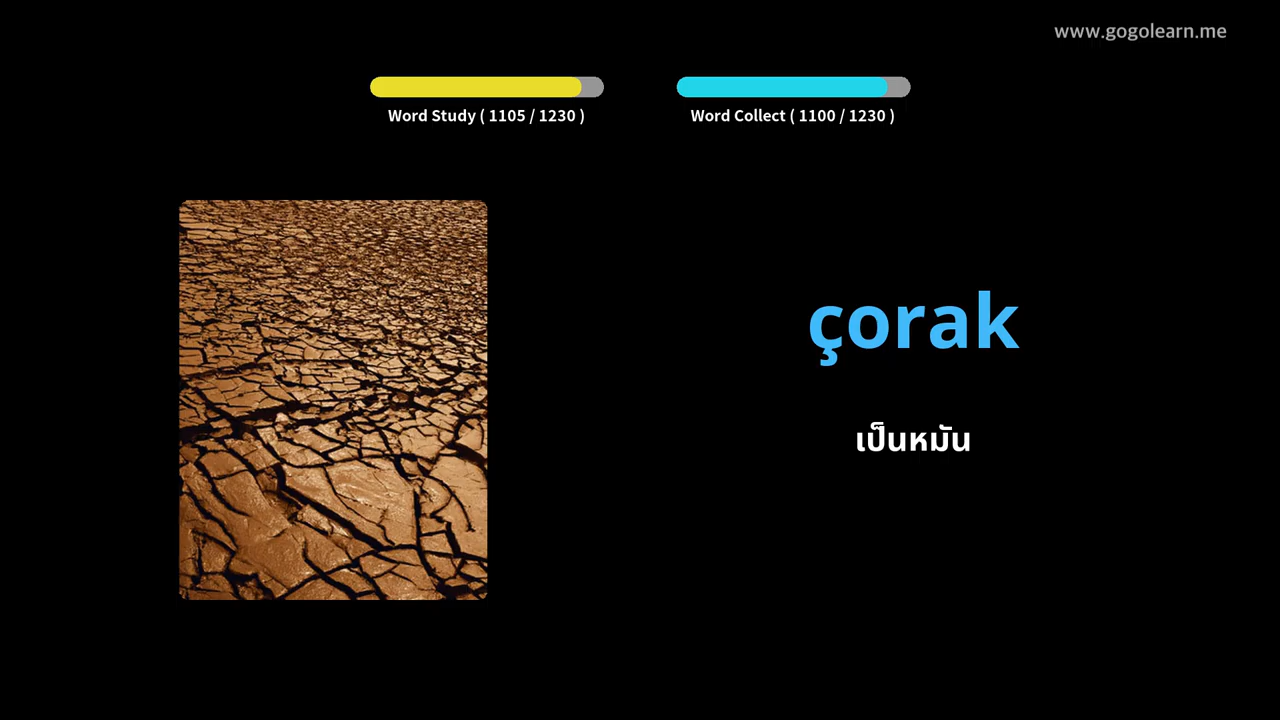 www.gogolearn.me
Word Study ( 1105 / 1230 )
Word Collect ( 1100 / 1230 )
çorak
เป็นหมัน